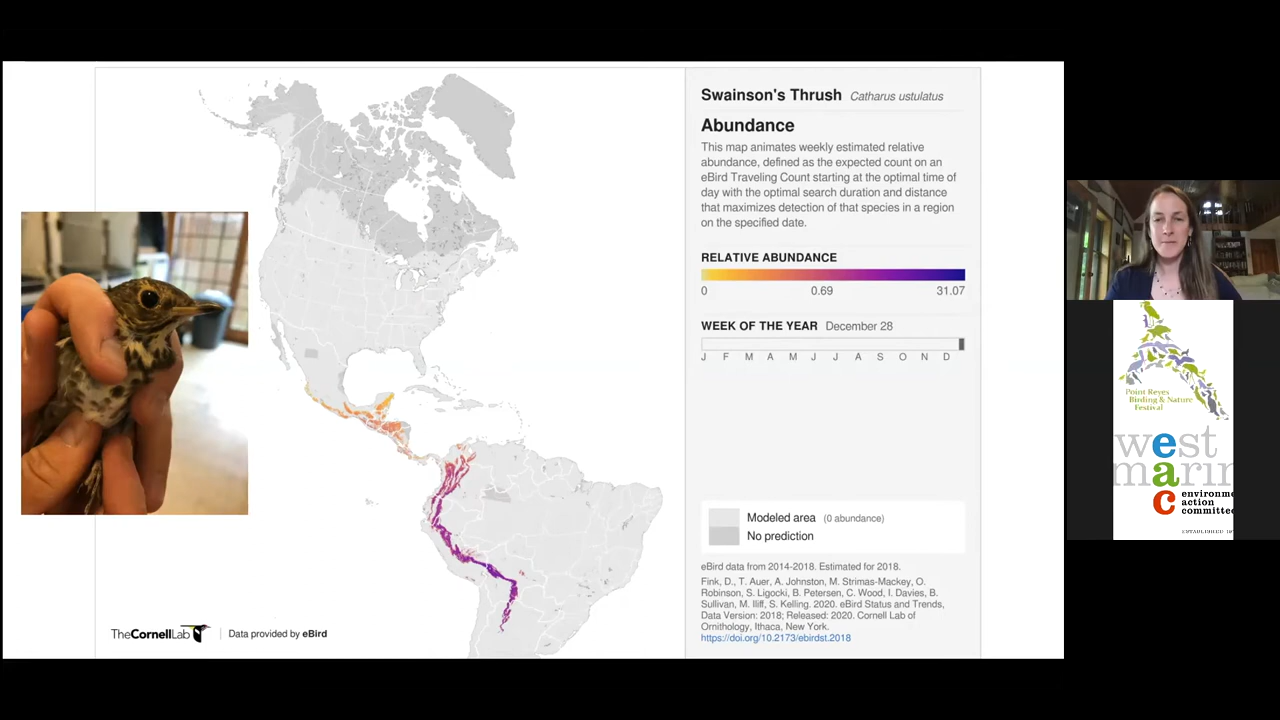 Swainson's Thrush Catharus ustulatus
Abundance
This map animates weekly estimated relative
abundance, defined as the expected count on an
eBird Traveling Count starting at the optimal time of
day with the optimal search duration and distance
that maximizes detection of that species in a region
on the specified date.
RELATIVE ABUNDANCE
0 0.69 31.07
WEEK OF THE YEAR December 28
J F M A M J J A S O N D
Modeled area (0 abundance)
No prediction
eBird data from 2014-2018. Estimated for 2018.
Fink, D., T. Auer, A. Johnston, M. Strimas-Mackey, O.
Robinson, S. Ligocki, B. Petersen, C. Wood, I. Davies, B.
Sullivan, M. Iliff, S. Kelling. 2020. eBird Status and Trends,
Data Version: 2018; Released: 2020. Cornell Lab of
Ornithology, Ithaca, New York.
https://doi.org/10.2173/ebirdst.2018
TheCornellLab Data provided by eBird
Point Reyes
Birding & Nature
Festival
west
marin
eac
environme
action
committe
ESTABLISHED 19